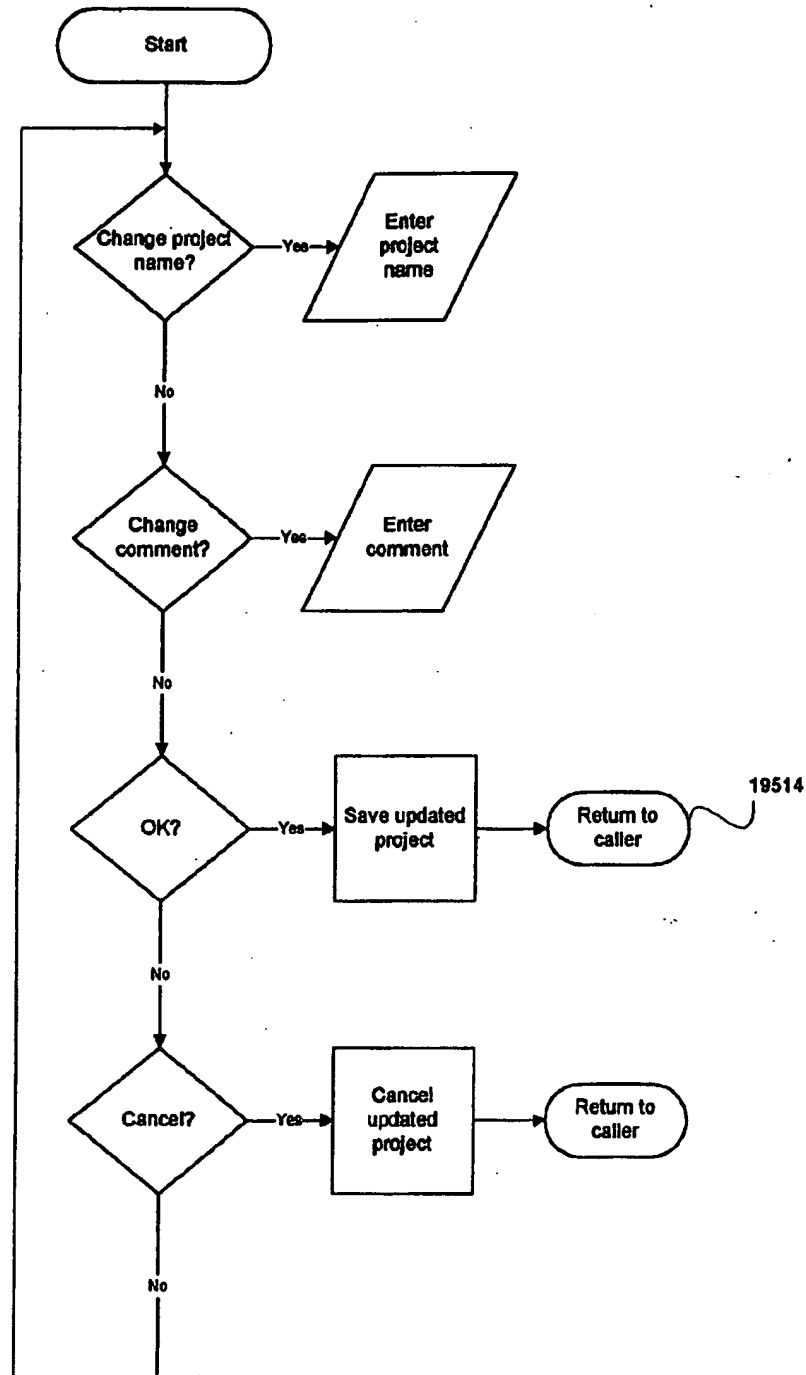 Start
Change project
name?
Yes
Enter
project
name
No
Change
comment?
Yes
Enter
comment
No
OK?
Yes
Save updated
project
Return to
caller
19514
No
Cancel?
Yes
Cancel
updated
project
Return to
caller
No